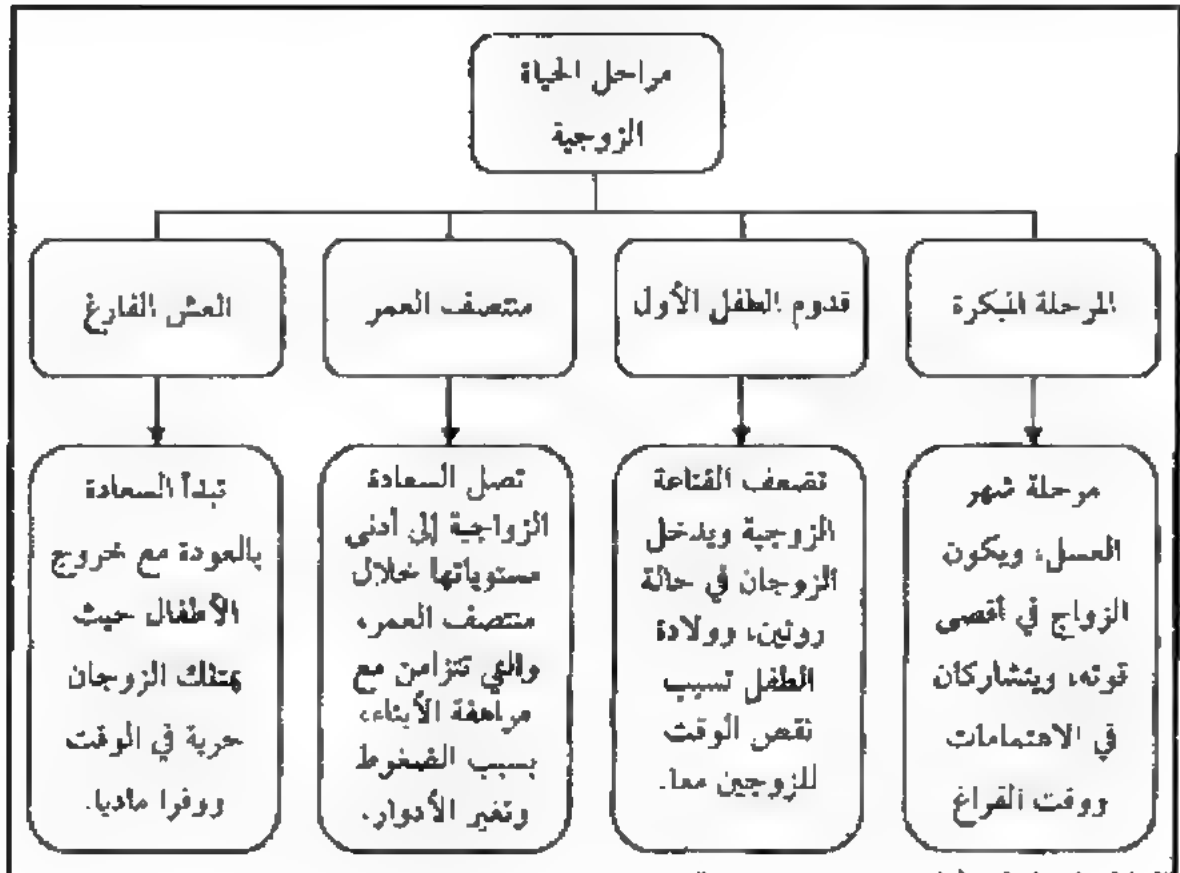 مراحل الحياة
الزوجية
المرحلة المبكرة
قدوم الطفل الأول
منتصف العمر
العش الفارغ
مرحلة شهر
العسل، ويكون
الزواج في أقصى
قوته، ويتشاركان
في الاهتمامات
ووقت الفراغ
تضعف القناعة
الزوجية ويدخل
الزوجان في حالة
روتين، وولادة
الطفل تسبب
نقص الوقت
للزوجين معا.
تصل السعادة
الزواجية إلى أدنى
مستوياتها خلال
منتصف العمر،
والتي تتزامن مع
مراهقة الأبناء،
بسبب الضغوط
وتغير الأدوار.
تبدأ السعادة
بالعودة مع خروج
الأطفال حيث
يمتلك الزوجان
حرية في الوقت
ووفرا ماديا.